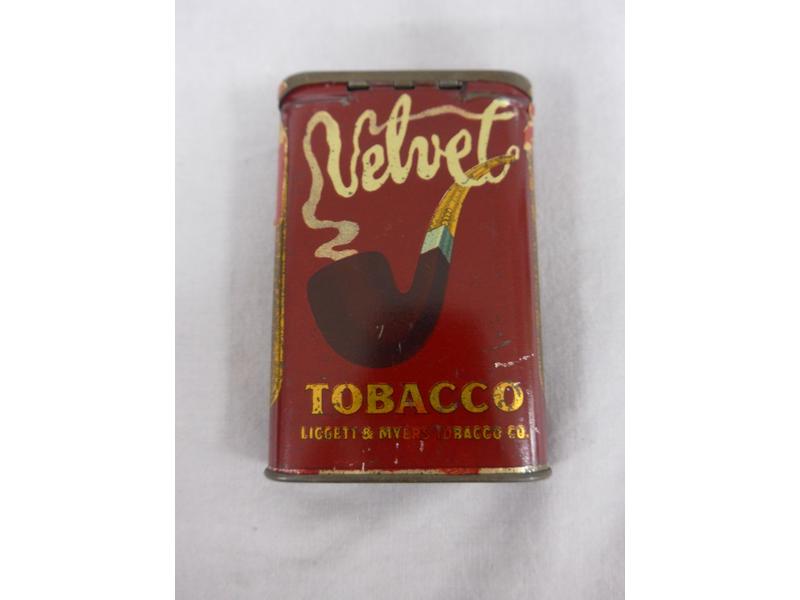 Velvet
TOBACCO
LIGGETT & MYERS TOBACCO CO.